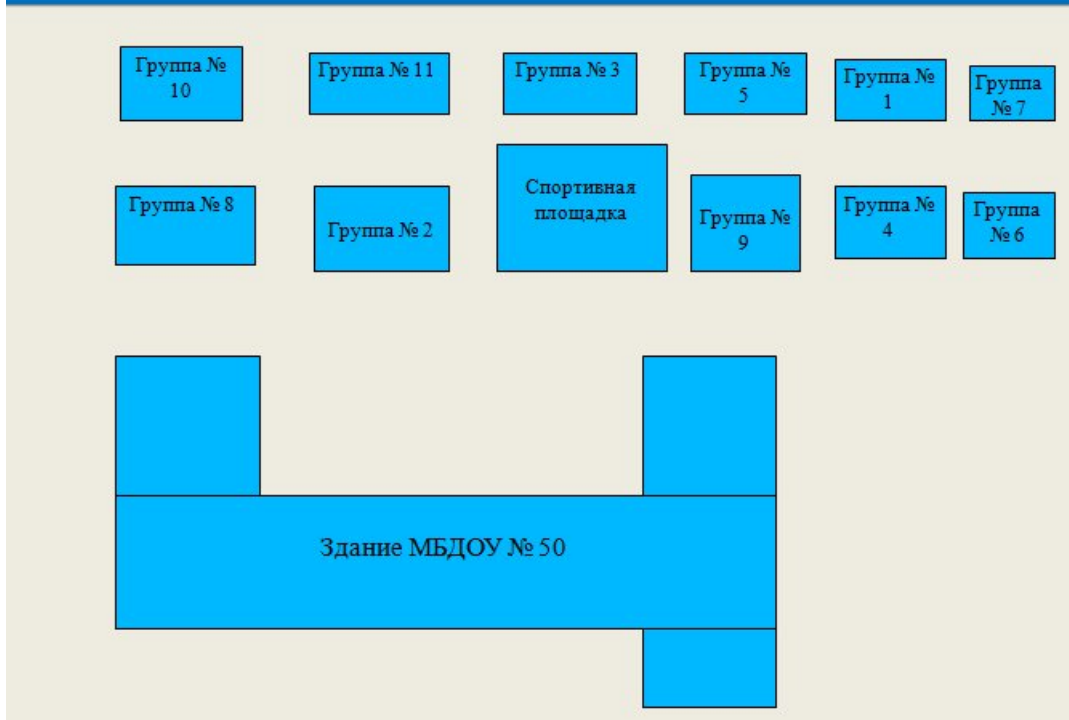 Группа №
10
Группа № 11
Группа № 3
Группа №
5
Группа №
1
Группа
№ 7
Группа № 8
Группа № 2
Спортивная
площадка
Группа №
9
Группа №
4
Группа
№ 6
Здание МБДОУ № 50